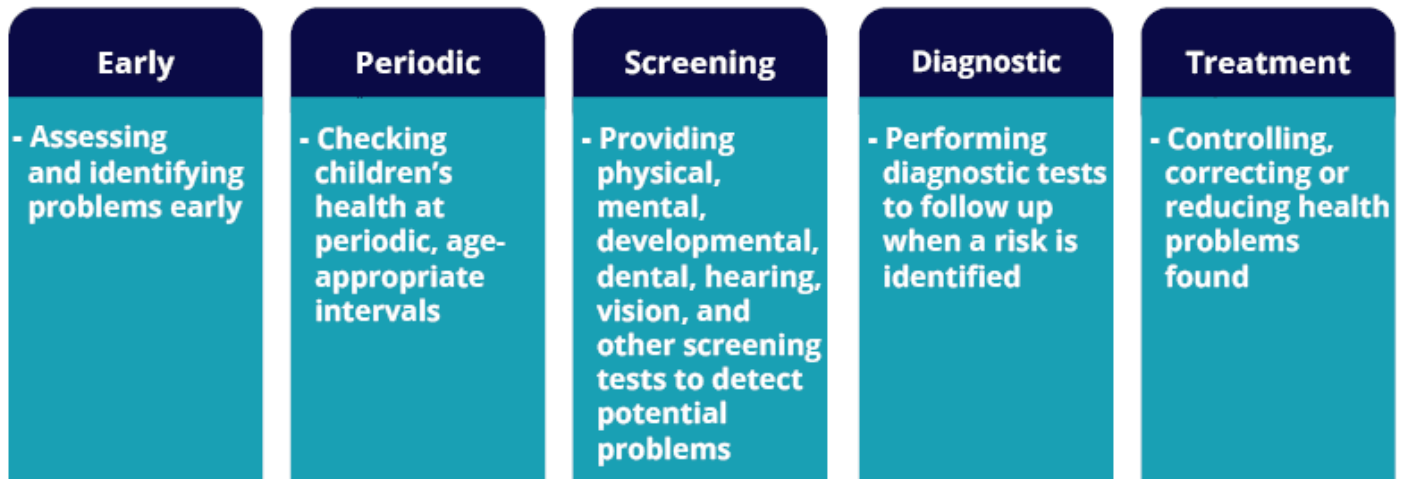 Early
- Assessing
and identifying
problems early
Periodic
- Checking
children’s
health at
periodic, age-
appropriate
intervals
Screening
- Providing
physical,
mental,
developmental,
dental, hearing,
vision, and
other screening
tests to detect
potential
problems
Diagnostic
- Performing
diagnostic tests
to follow up
when a risk is
identified
Treatment
- Controlling,
correcting or
reducing health
problems
found